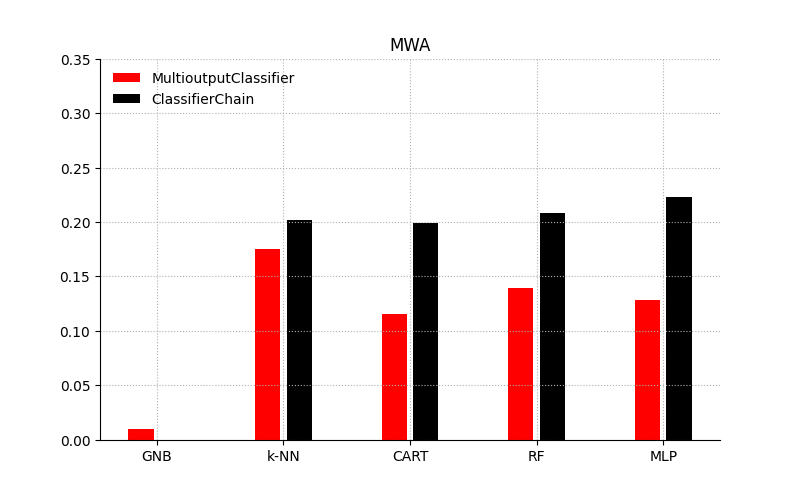 MWA
MultioutputClassifier
ClassifierChain
0.35
0.30
0.25
0.20
0.15
0.10
0.05
0.00
GNB k-NN CART RF MLP